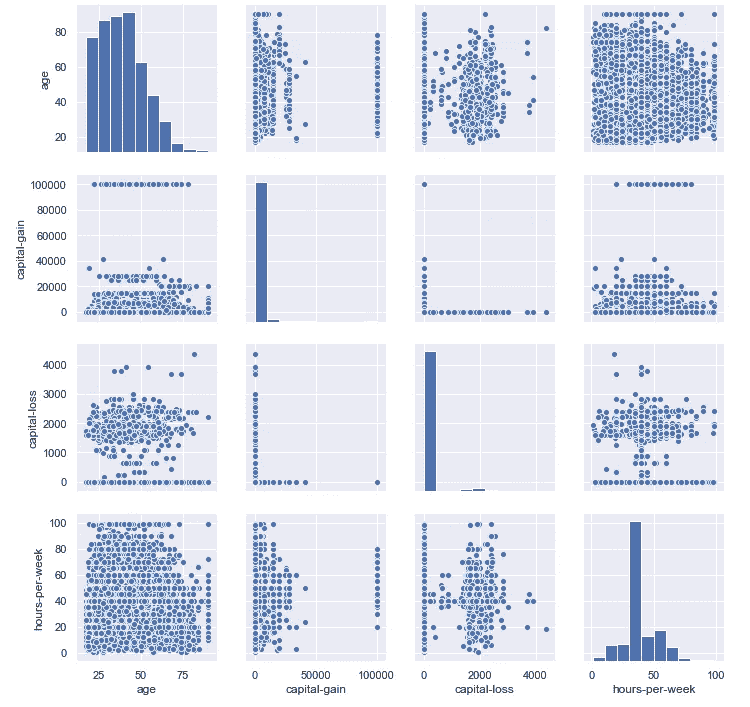 80
60
40
20
age
100000
80000
60000
40000
20000
0
capital-gain
4000
3000
2000
1000
0
capital-loss
100
80
60
40
20
0
hours-per-week
25 50 75
age
0 50000 100000
capital-gain
0 2000 4000
capital-loss
0 50 100
hours-per-week